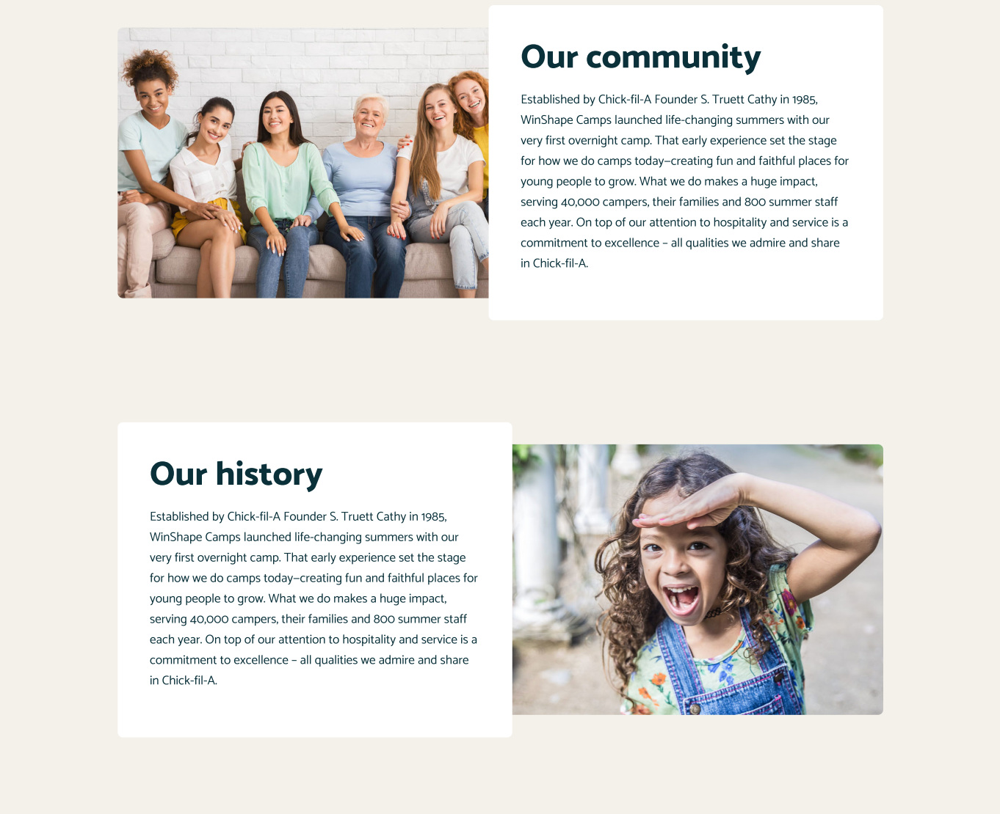 Our community
Established by Chick-fil-A Founder S. Truett Cathy in 1985,
WinShape Camps launched life-changing summers with our
very first overnight camp. That early experience set the stage
for how we do camps today—creating fun and faithful places for
young people to grow. What we do makes a huge impact,
serving 40,000 campers, their families and 800 summer staff
each year. On top of our attention to hospitality and service is a
commitment to excellence – all qualities we admire and share
in Chick-fil-A.
Our history
Established by Chick-fil-A Founder S. Truett Cathy in 1985,
WinShape Camps launched life-changing summers with our
very first overnight camp. That early experience set the stage
for how we do camps today—creating fun and faithful places for
young people to grow. What we do makes a huge impact,
serving 40,000 campers, their families and 800 summer staff
each year. On top of our attention to hospitality and service is a
commitment to excellence – all qualities we admire and share
in Chick-fil-A.